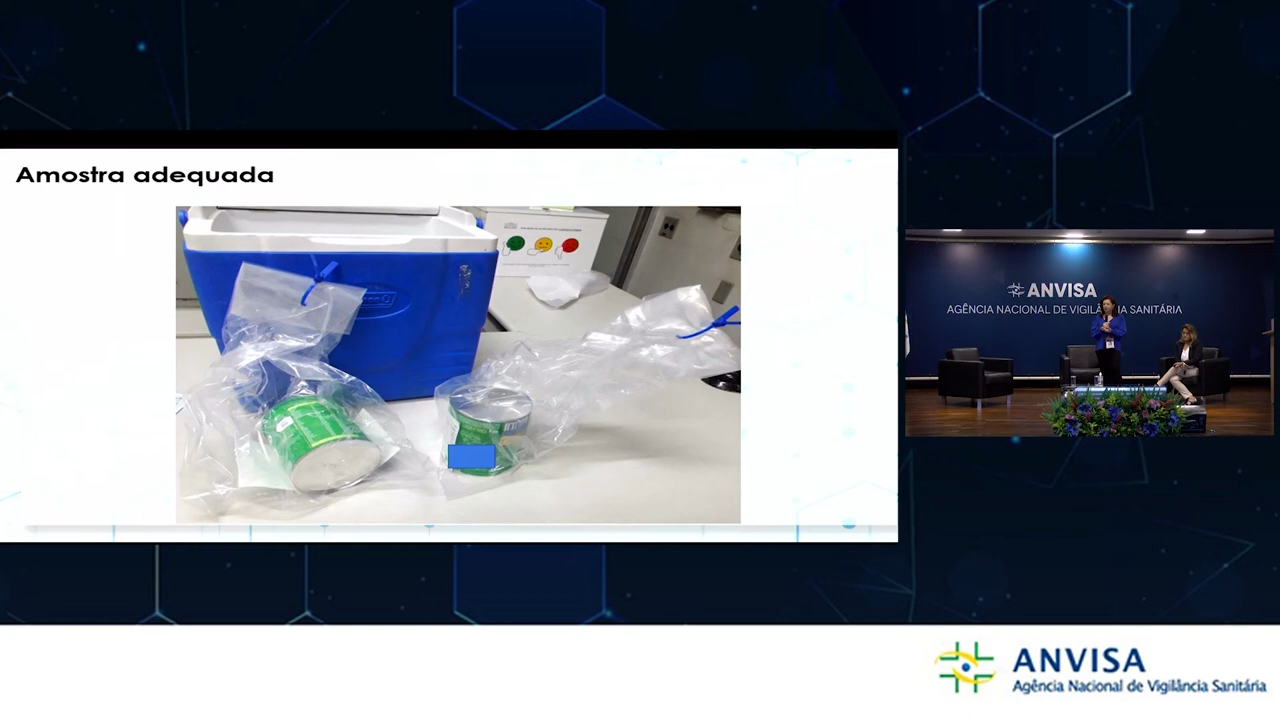 Amostra adequada
ANVISA
AGÊNCIA NACIONAL DE VIGILÂNCIA SANITÁRIA
ANVISA
Agência Nacional de Vigilância Sanitária